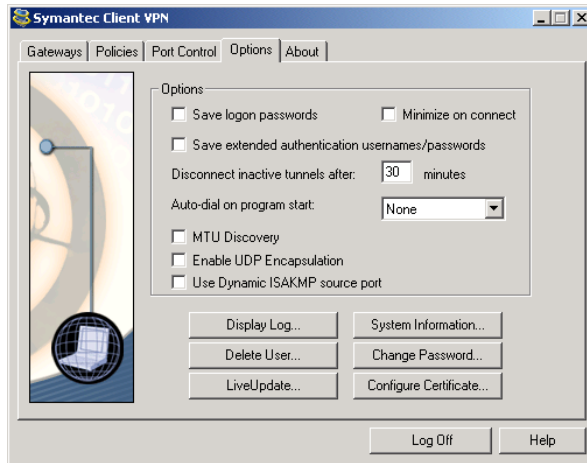 Symantec Client VPN
Gateways Policies Port Control Options About
Options
Save logon passwords Minimize on connect
Save extended authentication usernames/passwords
Disconnect inactive tunnels after: 30 minutes
Auto-dial on program start: None
MTU Discovery
Enable UDP Encapsulation
Use Dynamic ISAKMP source port
Display Log... System Information...
Delete User... Change Password...
LiveUpdate... Configure Certificate...
Log Off Help